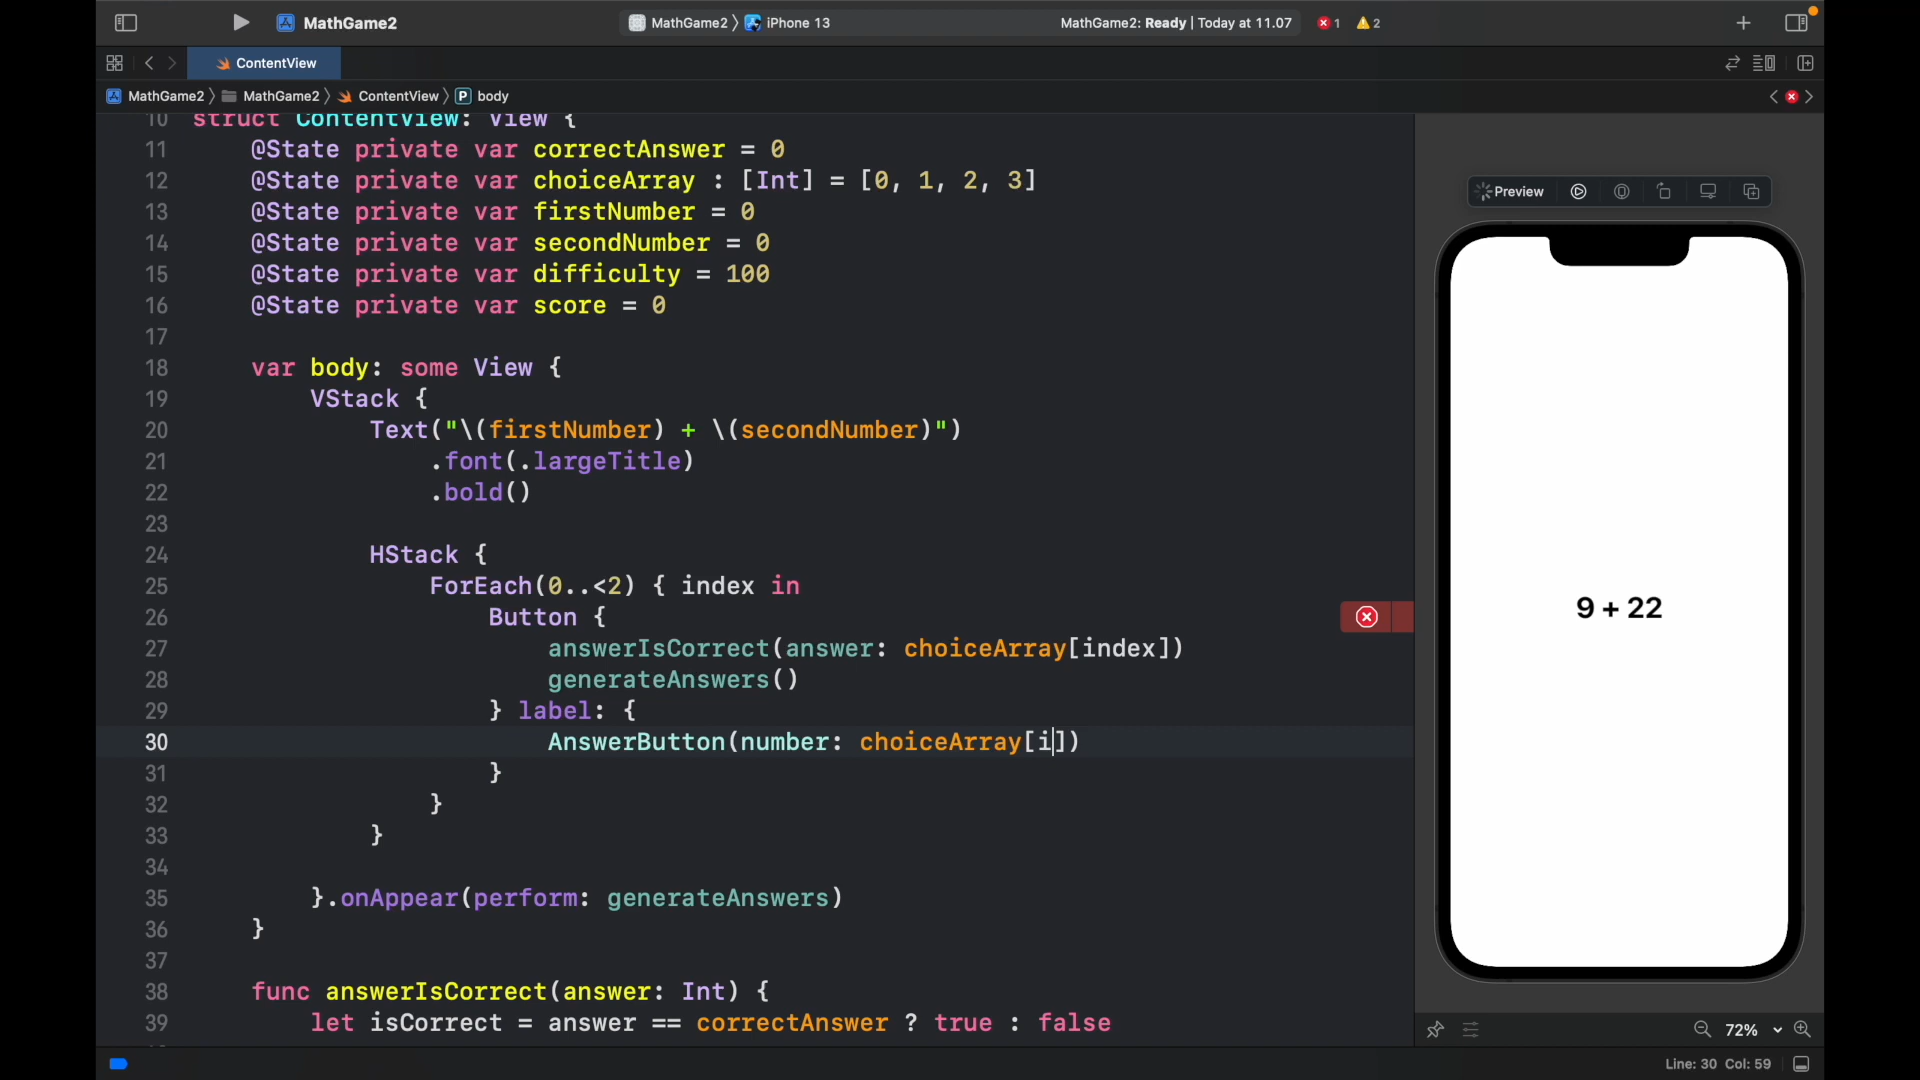 MathGame2
MathGame2 〉 iPhone 13
MathGame2: Ready | Today at 11.07
1
2
ContentView
MathGame2 〉 MathGame2 〉 ContentView 〉 P body
10 struct ContentView: View {
11 @State private var correctAnswer = 0
12 @State private var choiceArray : [Int] = [0, 1, 2, 3]
13 @State private var firstNumber = 0
14 @State private var secondNumber = 0
15 @State private var difficulty = 100
16 @State private var score = 0
17
18 var body: some View {
19 VStack {
20 Text("\(firstNumber) + \(secondNumber)")
21 .font(.largeTitle)
22 .bold()
23
24 HStack {
25 ForEach(0..<2) { index in
26 Button {
27 answerIsCorrect(answer: choiceArray[index])
28 generateAnswers()
29 } label: {
30 AnswerButton(number: choiceArray[i])
31 }
32 }
33 }
34
35 }.onAppear(perform: generateAnswers)
36 }
37
38 func answerIsCorrect(answer: Int) {
39 let isCorrect = answer == correctAnswer ? true : false
Preview
9 + 22
72%
Line: 30 Col: 59